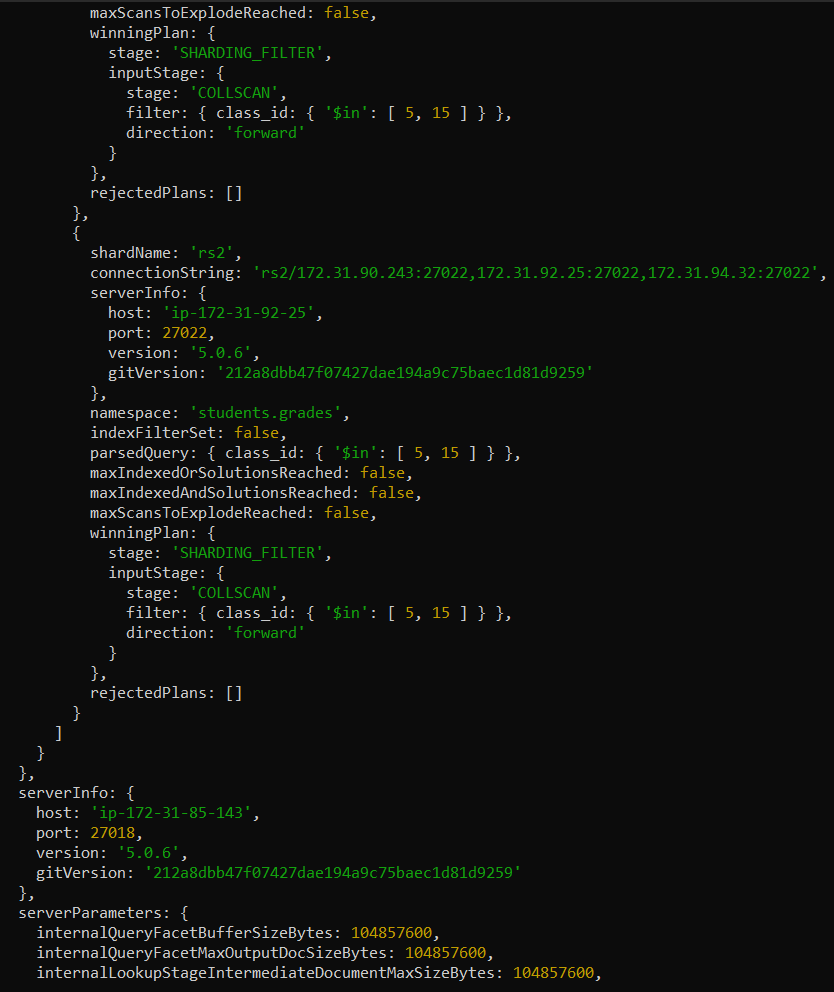 maxScansToExplodeReached: false,
winningPlan: {
stage: 'SHARDING_FILTER',
inputStage: {
stage: 'COLLSCAN',
filter: { class_id: { '$in': [ 5, 15 ] } },
direction: 'forward'
}
},
rejectedPlans: []
},
{
shardName: 'rs2',
connectionString: 'rs2/172.31.90.243:27022,172.31.92.25:27022,172.31.94.32:27022',
serverInfo: {
host: 'ip-172-31-92-25',
port: 27022,
version: '5.0.6',
gitVersion: '212a8dbb47f07427dae194a9c75baec1d81d9259'
},
namespace: 'students.grades',
indexFilterSet: false,
parsedQuery: { class_id: { '$in': [ 5, 15 ] } },
maxIndexedOrSolutionsReached: false,
maxIndexedAndSolutionsReached: false,
maxScansToExplodeReached: false,
winningPlan: {
stage: 'SHARDING_FILTER',
inputStage: {
stage: 'COLLSCAN',
filter: { class_id: { '$in': [ 5, 15 ] } },
direction: 'forward'
}
},
rejectedPlans: []
}
]
}
},
serverInfo: {
host: 'ip-172-31-85-143',
port: 27018,
version: '5.0.6',
gitVersion: '212a8dbb47f07427dae194a9c75baec1d81d9259'
},
serverParameters: {
internalQueryFacetBufferSizeBytes: 104857600,
internalQueryFacetMaxOutputDocSizeBytes: 104857600,
internalLookupStageIntermediateDocumentMaxSizeBytes: 104857600,